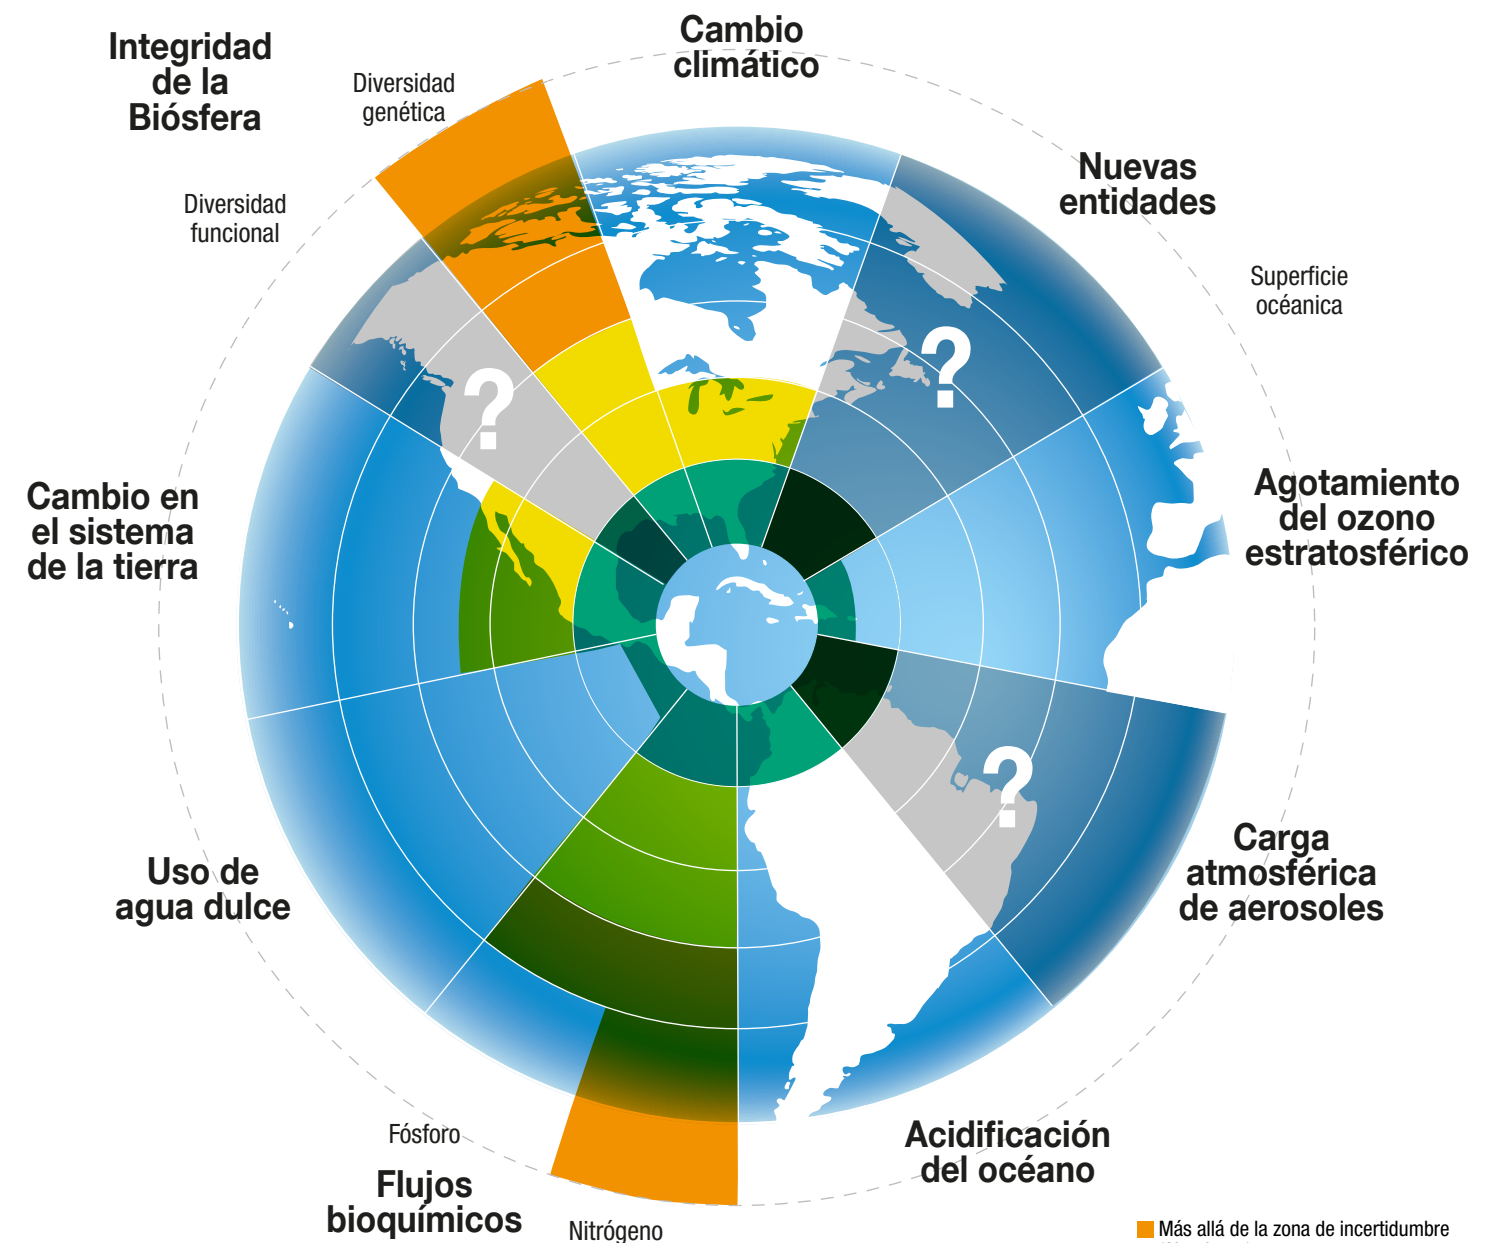 Cambio
climático
Integridad
de la
Biósfera
Diversidad
genética
Diversidad
funcional
Nuevas
entidades
Superficie
océanica
?
?
Cambio en
el sistema
de la tierra
Agotamiento
del ozono
estratosférico
?
Uso de
agua dulce
Carga
atmosférica
de aerosoles
Acidificación
del océano
Fósforo
Flujos
bioquímicos
Nitrógeno
Más allá de la zona de incertidumbre